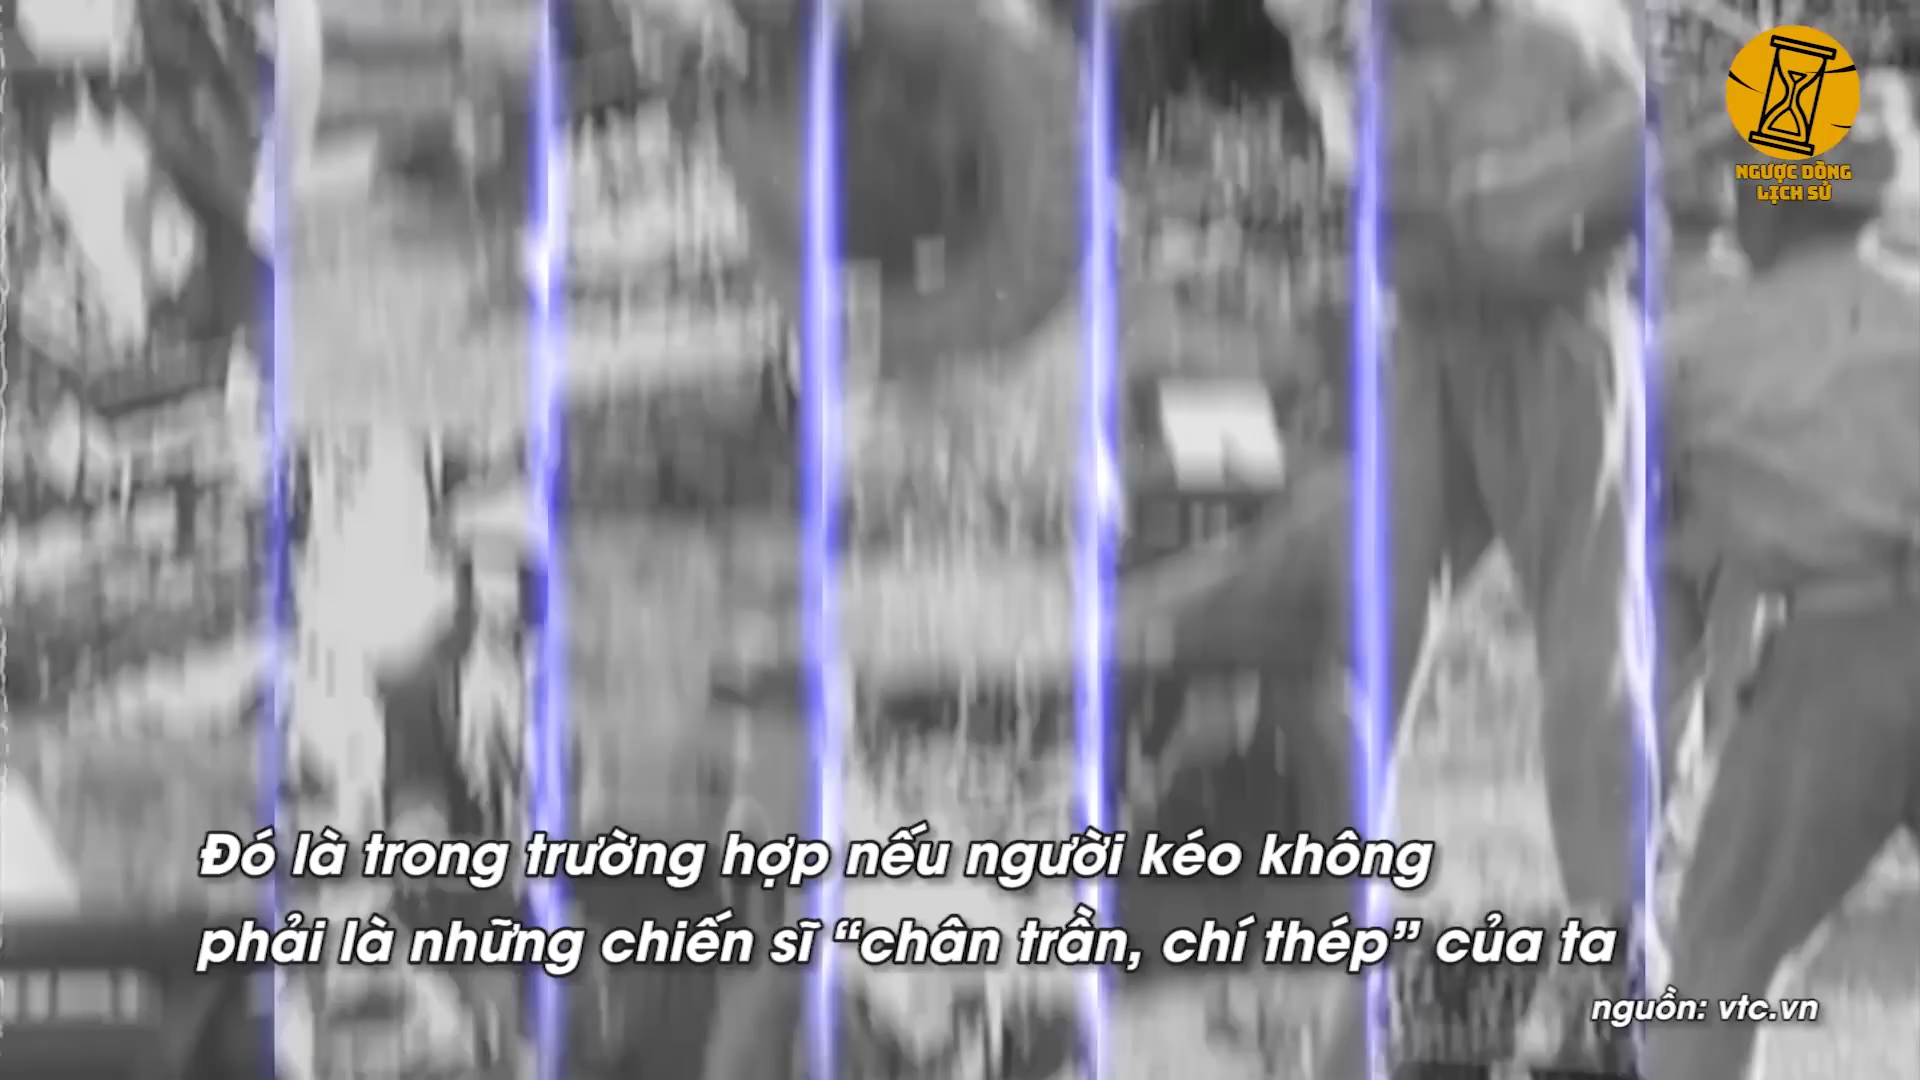 NGƯỢC DÒNG
LỊCH SỬ
Đó là trong trường hợp nếu người kéo không
phải là những chiến sĩ “chân trần, chí thép” của ta
nguồn: vtc.vn